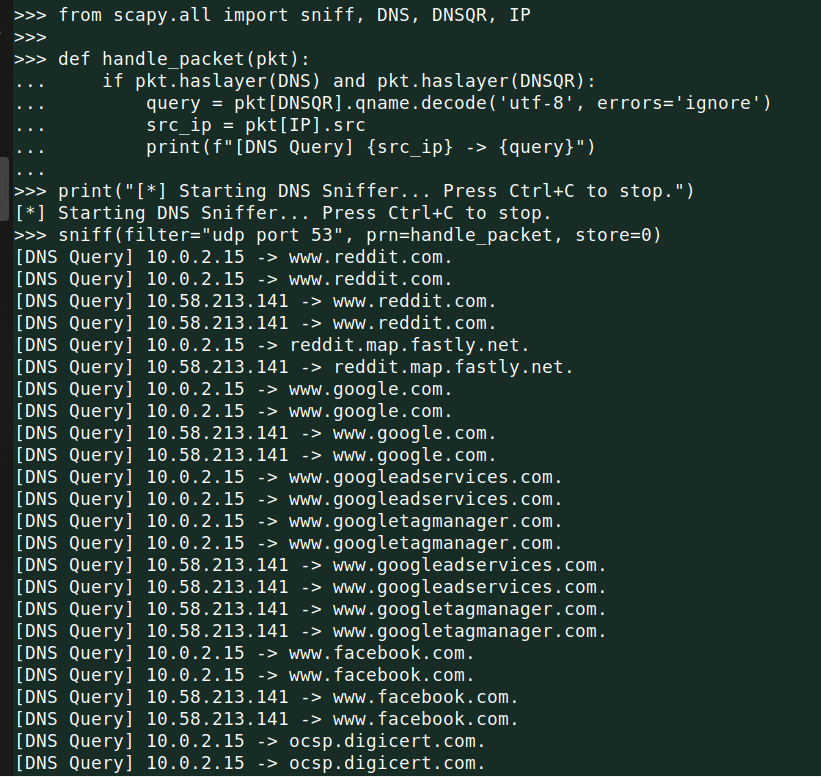 >>> from scapy.all import sniff, DNS, DNSQR, IP
>>>
>>> def handle_packet(pkt):
...     if pkt.haslayer(DNS) and pkt.haslayer(DNSQR):
...         query = pkt[DNSQR].qname.decode('utf-8', errors='ignore')
...         src_ip = pkt[IP].src
...         print(f"[DNS Query] {src_ip} -> {query}")
...
>>> print("[*] Starting DNS Sniffer... Press Ctrl+C to stop.")
[*] Starting DNS Sniffer... Press Ctrl+C to stop.
>>> sniff(filter="udp port 53", prn=handle_packet, store=0)
[DNS Query] 10.0.2.15 -> www.reddit.com.
[DNS Query] 10.0.2.15 -> www.reddit.com.
[DNS Query] 10.58.213.141 -> www.reddit.com.
[DNS Query] 10.58.213.141 -> www.reddit.com.
[DNS Query] 10.0.2.15 -> reddit.map.fastly.net.
[DNS Query] 10.58.213.141 -> reddit.map.fastly.net.
[DNS Query] 10.0.2.15 -> www.google.com.
[DNS Query] 10.0.2.15 -> www.google.com.
[DNS Query] 10.58.213.141 -> www.google.com.
[DNS Query] 10.58.213.141 -> www.google.com.
[DNS Query] 10.0.2.15 -> www.googleadservices.com.
[DNS Query] 10.0.2.15 -> www.googleadservices.com.
[DNS Query] 10.0.2.15 -> www.googletagmanager.com.
[DNS Query] 10.0.2.15 -> www.googletagmanager.com.
[DNS Query] 10.58.213.141 -> www.googleadservices.com.
[DNS Query] 10.58.213.141 -> www.googleadservices.com.
[DNS Query] 10.58.213.141 -> www.googletagmanager.com.
[DNS Query] 10.58.213.141 -> www.googletagmanager.com.
[DNS Query] 10.0.2.15 -> www.facebook.com.
[DNS Query] 10.0.2.15 -> www.facebook.com.
[DNS Query] 10.58.213.141 -> www.facebook.com.
[DNS Query] 10.58.213.141 -> www.facebook.com.
[DNS Query] 10.0.2.15 -> ocsp.digicert.com.
[DNS Query] 10.0.2.15 -> ocsp.digicert.com.